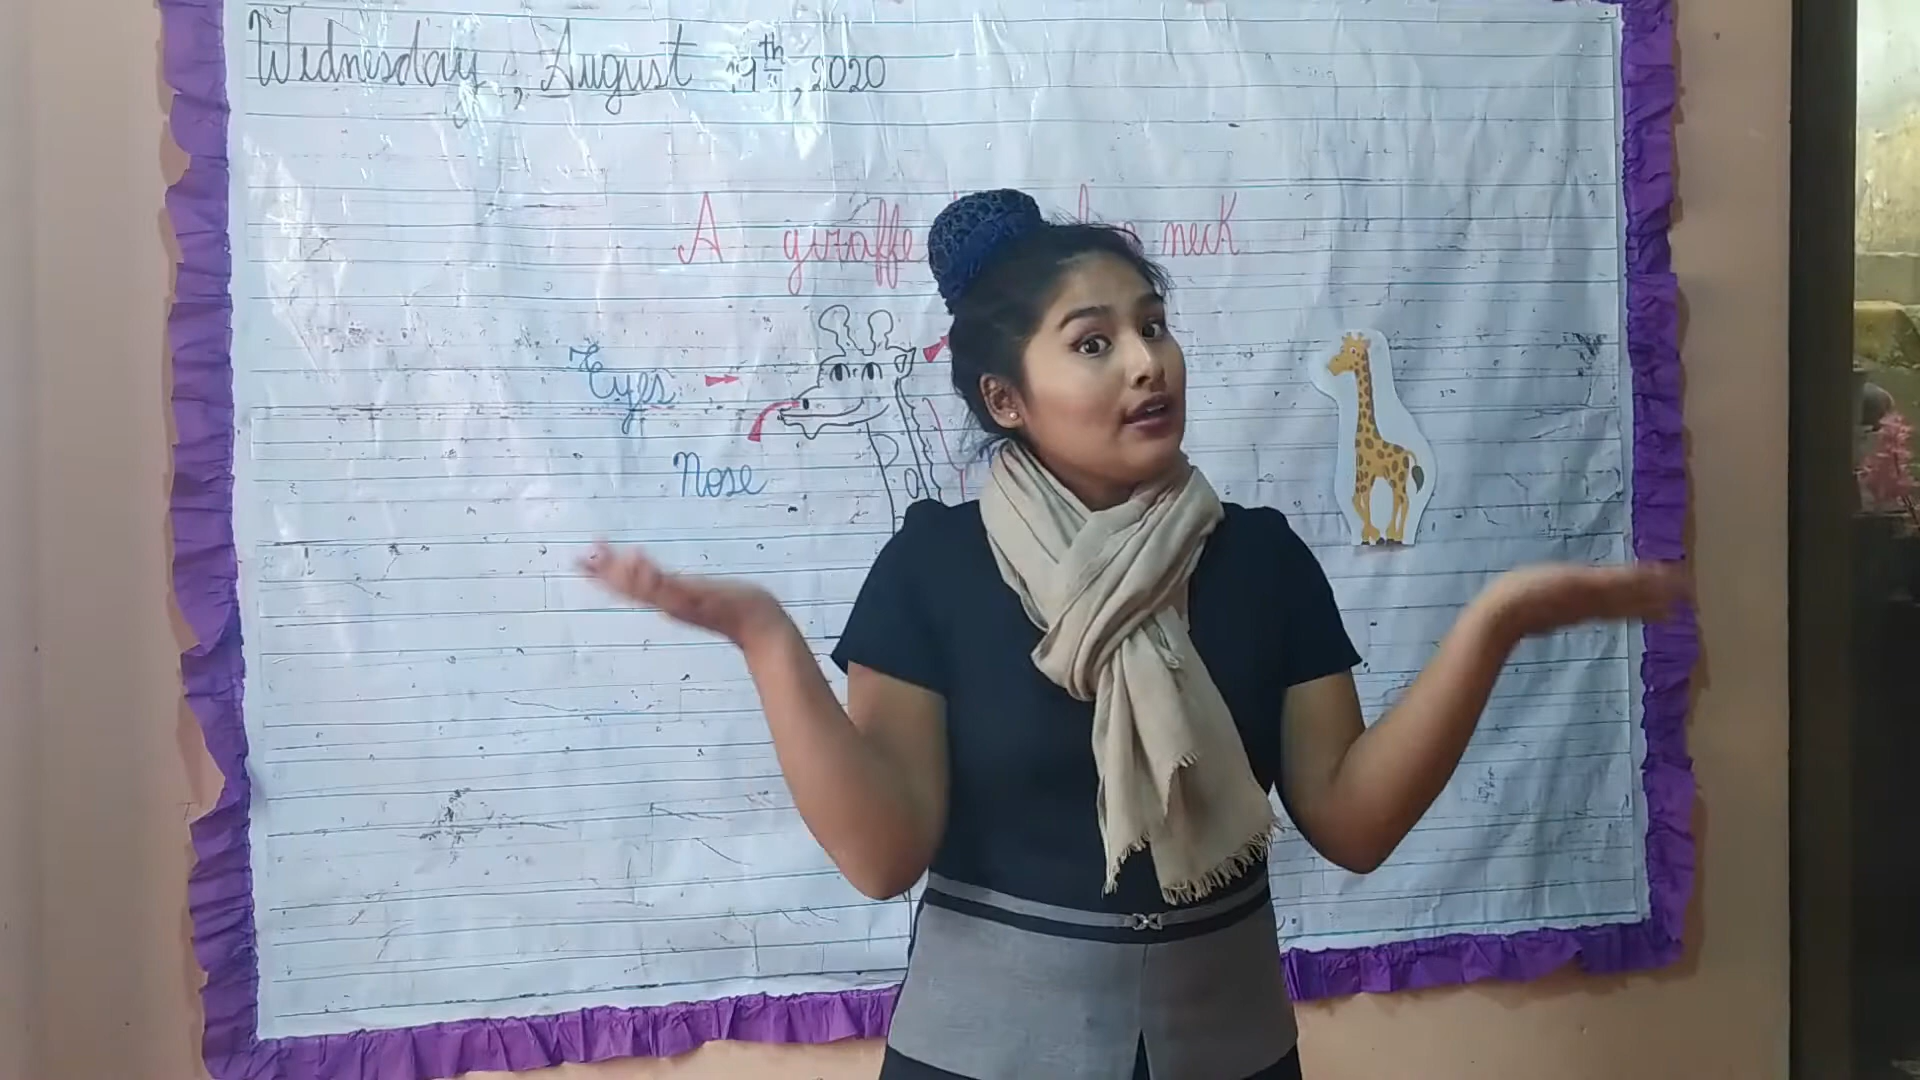 Wednesday, August 19th, 2020
A giraffe neck
Eyes
Nose